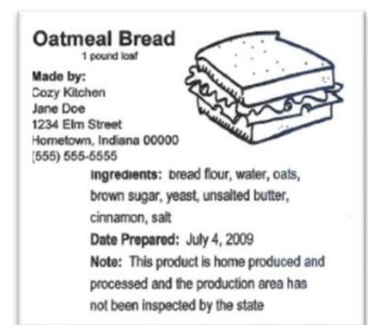 Oatmeal Bread
1 pound loaf
Made by:
Cozy Kitchen
Jane Doe
1234 Elm Street
Hometown, Indiana 00000
(555) 555-5555
Ingredients: bread flour, water, oats,
brown sugar, yeast, unsalted butter,
cinnamon, salt
Date Prepared: July 4, 2009
Note: This product is home produced and
processed and the production area has
not been inspected by the state